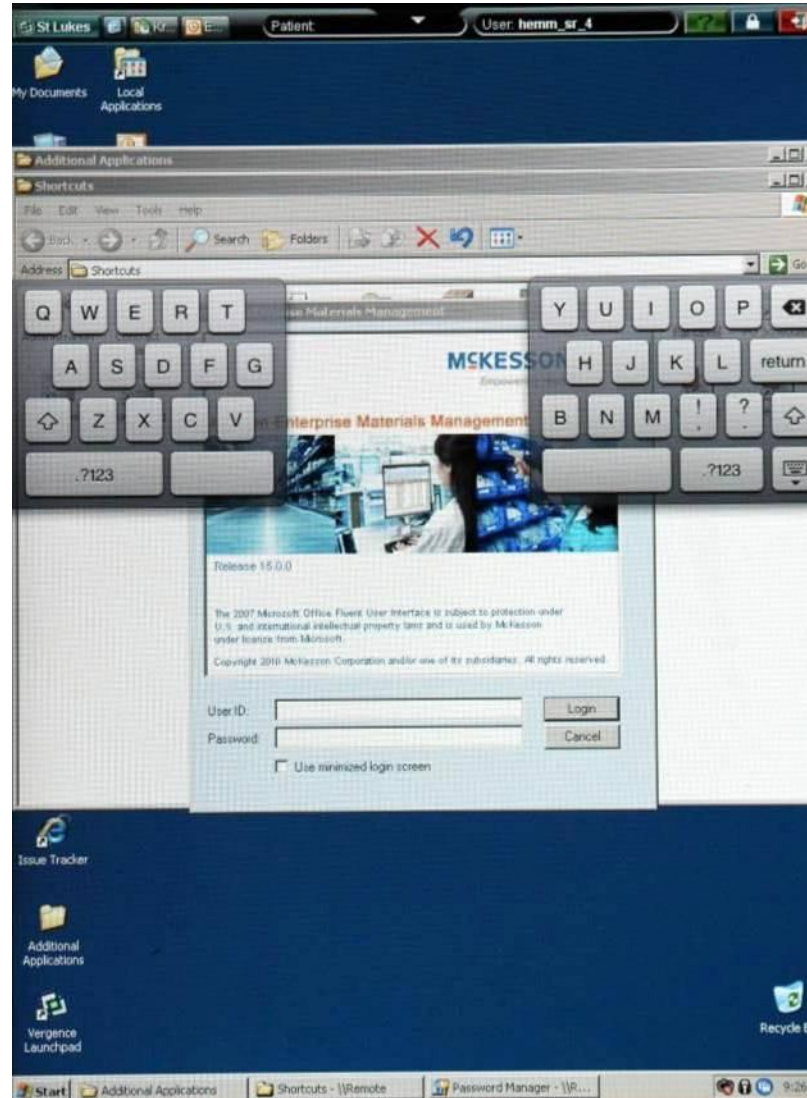 St Lukes
Patient
User: hemm_sr_4
My Documents
Local
Applications
Additional Applications
Shortcuts
File Edit View Tools Help
Back
Search
Folders
Address
Shortcuts
Go
Materials Management
Q W E R T
Y U I O P
A S D F G
H J K L return
Z X C V
B N M ! , ? .
.?123
.?123
MCKESSON
Enterprise Materials Management
Release 15.0.0
The 2007 Microsoft Office Fluent User Interface is subject to protection under
U.S. and international intellectual property laws and is used by McKesson
under license from Microsoft.
Copyright 2010 McKesson Corporation and/or one of its subsidiaries. All rights reserved.
User ID:
Login
Password:
Cancel
Use minimized login screen
Issue Tracker
Additional
Applications
Vergence
Launchpad
Recycle
Start
Additional Applications
Shortcuts - \\Remote
Password Manager - \\R...
9:26